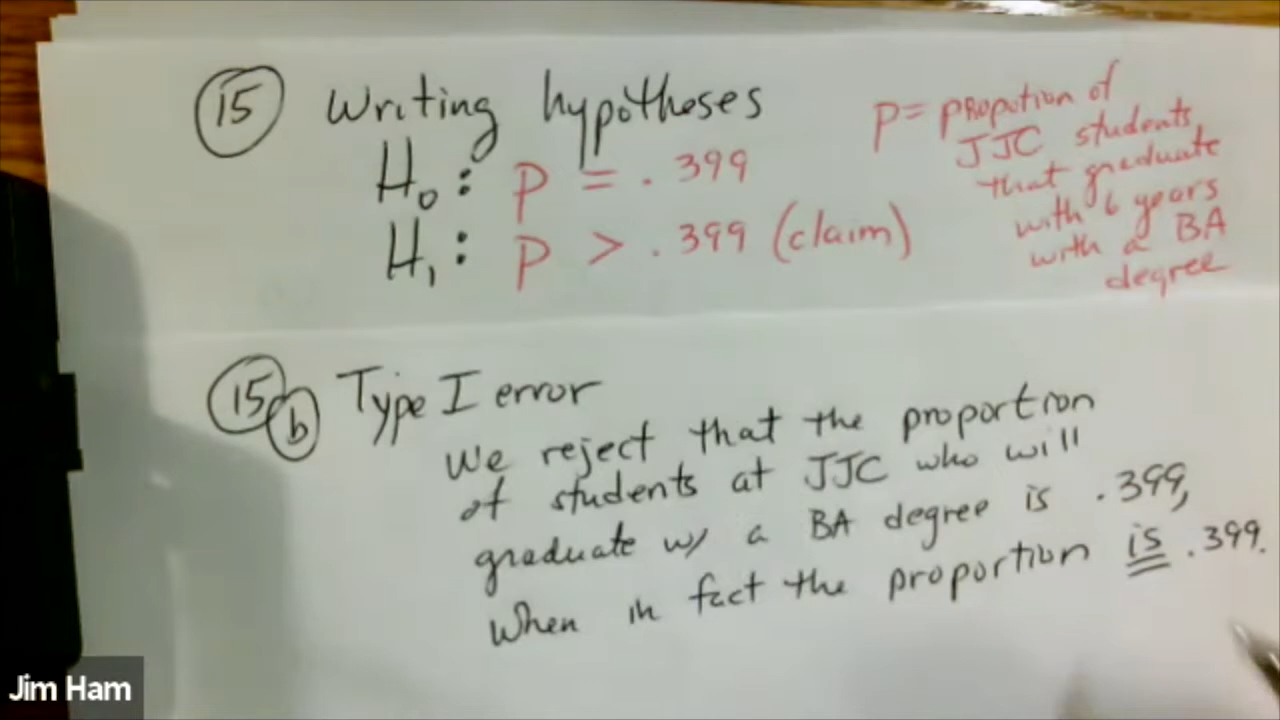 15 Writing hypotheses
H₀: P = .399
H₁: P > .399 (claim)
P = propotion of
JJC students
that graduate
with 6 years
with a BA
degree
15 b Type I error
We reject that the proportion
of students at JJC who will
graduate w/ a BA degree is .399,
When in fact the proportion is .399.
Jim Ham